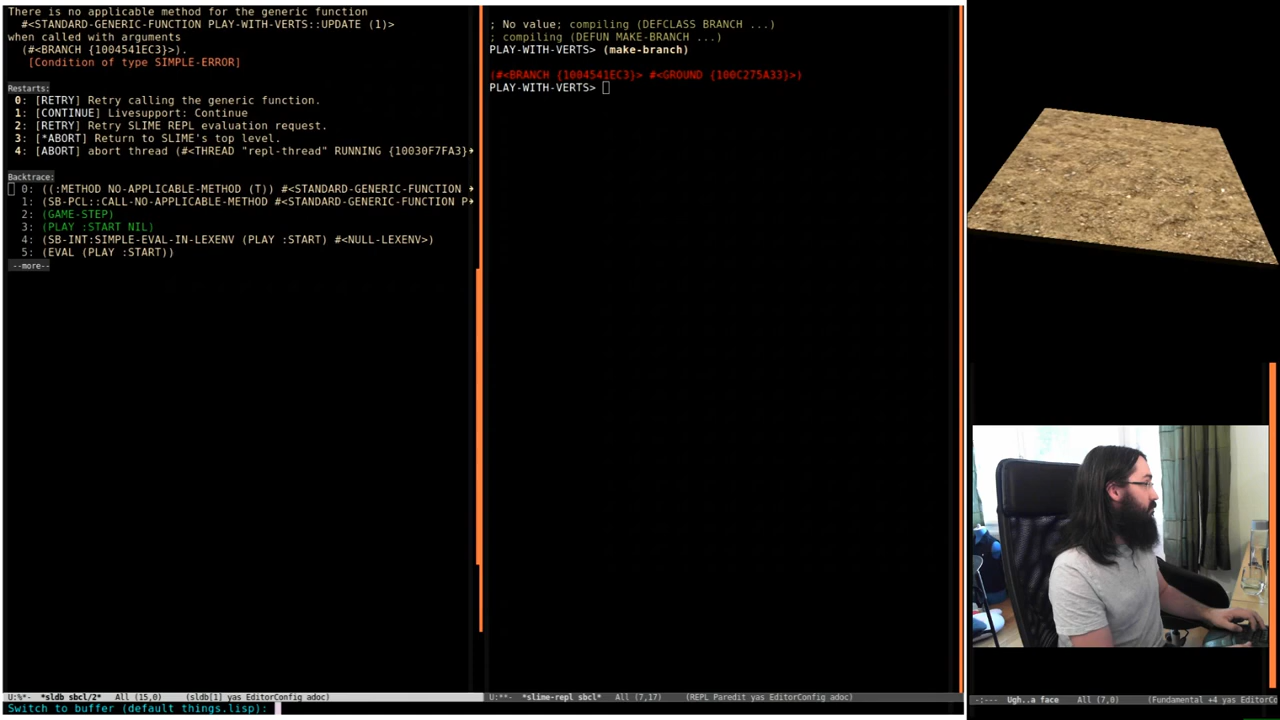 There is no applicable method for the generic function
#<STANDARD-GENERIC-FUNCTION PLAY-WITH-VERTS::UPDATE (1)>
when called with arguments
(#<BRANCH {1004541EC3}>).
[Condition of type SIMPLE-ERROR]
Restarts:
0: [RETRY] Retry calling the generic function.
1: [CONTINUE] Livesupport: Continue
2: [RETRY] Retry SLIME REPL evaluation request.
3: [*ABORT] Return to SLIME's top level.
4: [ABORT] abort thread (#<THREAD "repl-thread" RUNNING {10030F7FA3}
Backtrace:
0: ((:METHOD NO-APPLICABLE-METHOD (T)) #<STANDARD-GENERIC-FUNCTION
1: (SB-PCL::CALL-NO-APPLICABLE-METHOD #<STANDARD-GENERIC-FUNCTION P
2: (GAME-STEP)
3: (PLAY :START NIL)
4: (SB-INT:SIMPLE-EVAL-IN-LEXENV (PLAY :START) #<NULL-LEXENV>)
5: (EVAL (PLAY :START))
--more--
; No value; compiling (DEFCLASS BRANCH ...)
; compiling (DEFUN MAKE-BRANCH ...)
PLAY-WITH-VERTS> (make-branch)
(#<BRANCH {1004541EC3}> #<GROUND {100C275A33}>)
PLAY-WITH-VERTS>
U:%*- *sldb sbcl/2* All (15,0) (sldb[1] yas EditorConfig adoc)
U:**- *slime-repl sbcl* All (7,17) (REPL Paredit yas EditorConfig adoc)
-:--- Ugh..a face All (7,0) (Fundamental +4 yas EditorCo
Switch to buffer (default things.lisp):